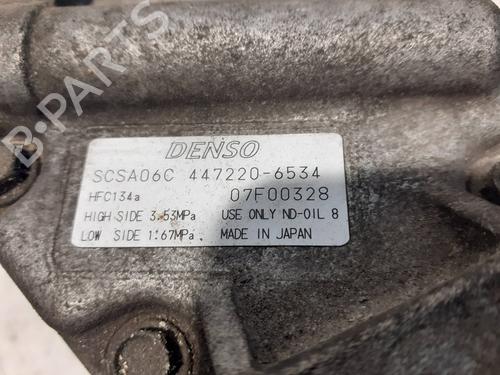 B-PARTS
DENSO
SCSA06C 447220-6534
HFC134a 07F00328
HIGH SIDE 3.53MPa USE ONLY ND-OIL 8
LOW SIDE 1.67MPa. MADE IN JAPAN